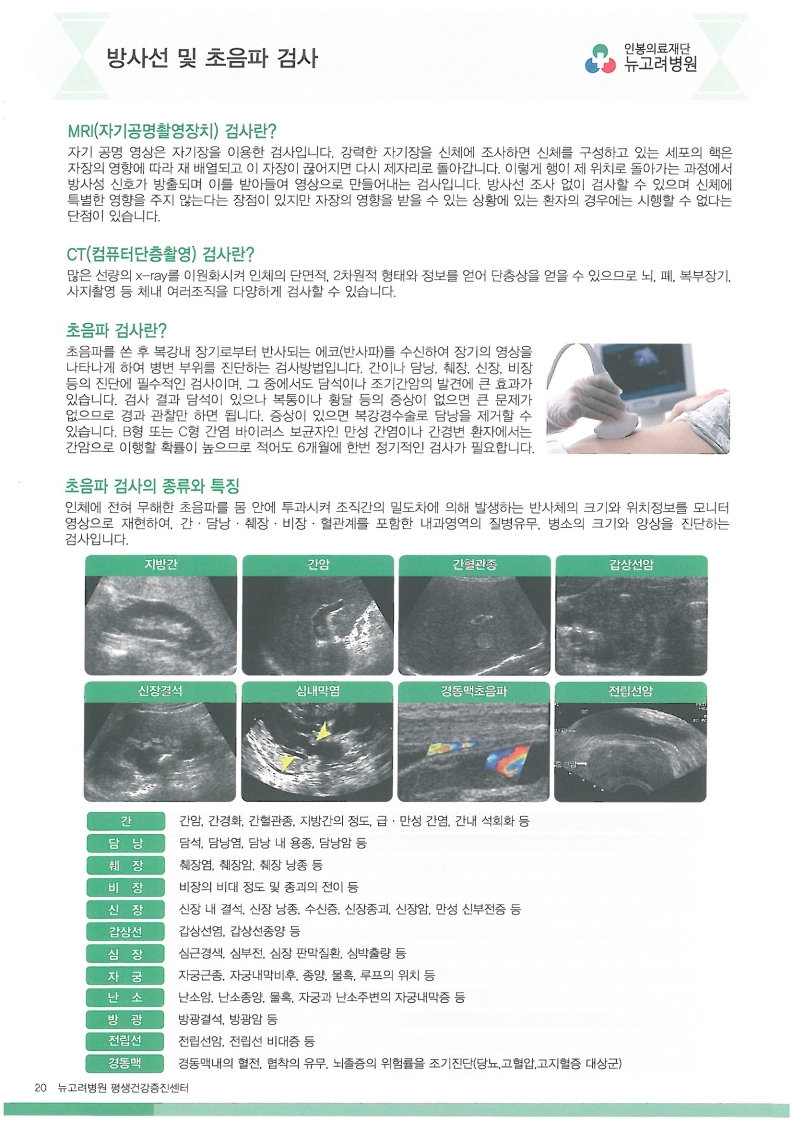 방사선 및 초음파 검사
인봉의료재단
뉴고려병원
MRI(자기공명촬영장치) 검사란?
자기 공명 영상은 자기장을 이용한 검사입니다. 강력한 자기장을 신체에 조사하면 신체를 구성하고 있는 세포의 핵은
자장의 영향에 따라 재 배열되고 이 자장이 끊어지면 다시 제자리로 돌아갑니다. 이렇게 행이 제 위치로 돌아가는 과정에서
방사성 신호가 방출되며 이를 받아들여 영상으로 만들어내는 검사입니다. 방사선 조사 없이 검사할 수 있으며 신체에
특별한 영향을 주지 않는다는 장점이 있지만 자장의 영향을 받을 수 있는 상황에 있는 환자의 경우에는 시행할 수 없다는
단점이 있습니다.
CT(컴퓨터단층촬영) 검사란?
많은 선량의 x-ray를 이원화시켜 인체의 단면적, 2차원적 형태와 정보를 얻어 단층상을 얻을 수 있으므로 뇌, 폐, 복부장기,
사지촬영 등 체내 여러조직을 다양하게 검사할 수 있습니다.
초음파 검사란?
초음파를 쏜 후 복강내 장기로부터 반사되는 에코(반사파)를 수신하여 장기의 영상을
나타나게 하여 병변 부위를 진단하는 검사방법입니다. 간이나 담낭, 췌장, 신장, 비장
등의 진단에 필수적인 검사이며, 그 중에서도 담석이나 조기간암의 발견에 큰 효과가
있습니다. 검사 결과 담석이 있으나 복통이나 황달 등의 증상이 없으면 큰 문제가
없으므로 경과 관찰만 하면 됩니다. 증상이 있으면 복강경수술로 담낭을 제거할 수
있습니다. B형 또는 C형 간염 바이러스 보균자인 만성 간염이나 간경변 환자에서는
간암으로 이행할 확률이 높으므로 적어도 6개월에 한번 정기적인 검사가 필요합니다.
초음파 검사의 종류와 특징
인체에 전혀 무해한 초음파를 몸 안에 투과시켜 조직간의 밀도차에 의해 발생하는 반사체의 크기와 위치정보를 모니터
영상으로 재현하여, 간 · 담낭 · 췌장 · 비장 · 혈관계를 포함한 내과영역의 질병유무, 병소의 크기와 양상을 진단하는
검사입니다.
지방간 간암 간혈관종 갑상선암
신장결석 심내막염 경동맥초음파 전립선암
간 간암, 간경화, 간혈관종, 지방간의 정도, 급 · 만성 간염, 간내 석회화 등
담 낭 담석, 담낭염, 담낭 내 용종, 담낭암 등
췌 장 췌장염, 췌장암, 췌장 낭종 등
비 장 비장의 비대 정도 및 종괴의 전이 등
신 장 신장 내 결석, 신장 낭종, 수신증, 신장종괴, 신장암, 만성 신부전증 등
갑상선 갑상선염, 갑상선종양 등
심 장 심근경색, 심부전, 심장 판막질환, 심박출량 등
자 궁 자궁근종, 자궁내막비후, 종양, 물혹, 루프의 위치 등
난 소 난소암, 난소종양, 물혹, 자궁과 난소주변의 자궁내막증 등
방 광 방광결석, 방광암 등
전립선 전립선암, 전립선 비대증 등
경동맥 경동맥내의 혈전, 협착의 유무, 뇌졸증의 위험률을 조기진단(당뇨,고혈압,고지혈증 대상군)
20 뉴고려병원 평생건강증진센터